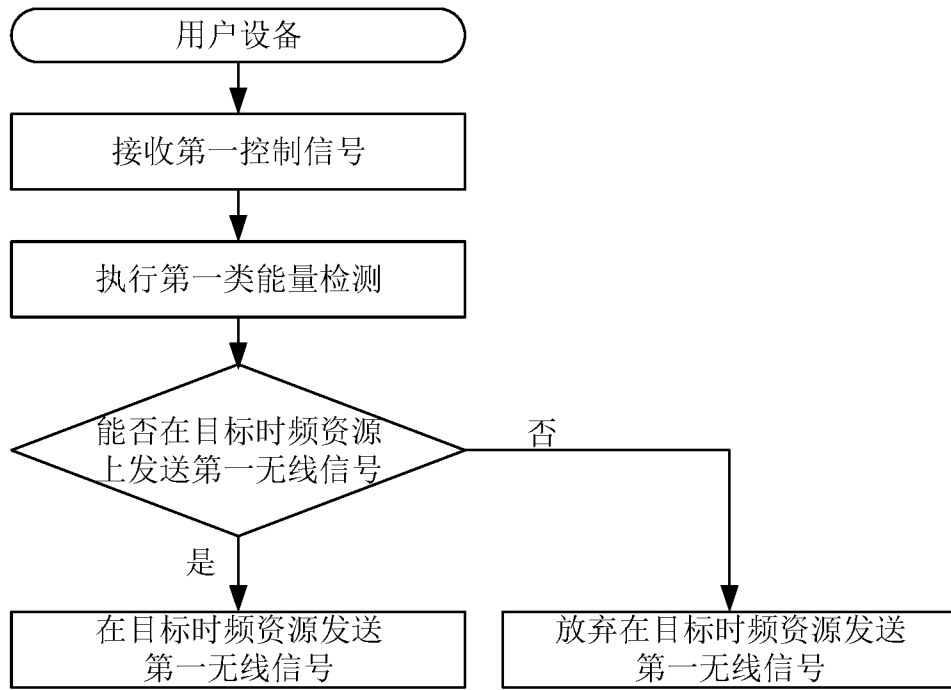 用户设备
接收第一控制信号
执行第一类能量检测
能否在目标时频资源
上发送第一无线信号
否
是
在目标时频资源发送
第一无线信号
放弃在目标时频资源发送
第一无线信号